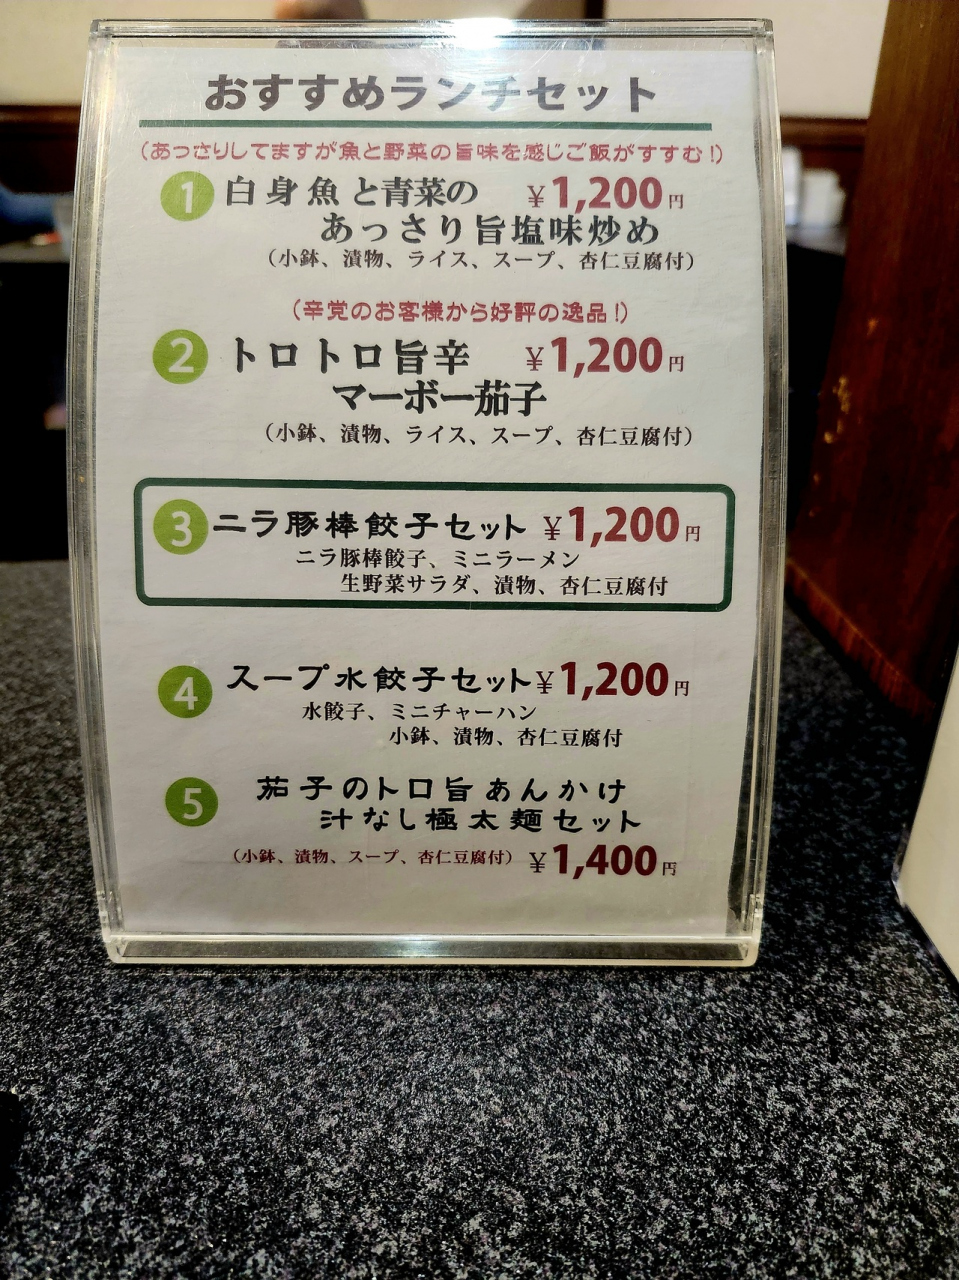 おすすめランチセット
(あっさりしてますが魚と野菜の旨味を感じご飯がすすむ!)
1 白身魚と青菜の ¥1,200円
あっさり旨塩味炒め
(小鉢、漬物、ライス、スープ、杏仁豆腐付)
(辛党のお客様から好評の逸品!)
2 トロトロ旨辛 ¥1,200円
マーボー茄子
(小鉢、漬物、ライス、スープ、杏仁豆腐付)
3 ニラ豚棒餃子セット ¥1,200円
ニラ豚棒餃子、ミニラーメン
生野菜サラダ、漬物、杏仁豆腐付
4 スープ水餃子セット ¥1,200円
水餃子、ミニチャーハン
小鉢、漬物、杏仁豆腐付
5 茄子のトロ旨あんかけ
汁なし極太麺セット
(小鉢、漬物、スープ、杏仁豆腐付) ¥1,400円